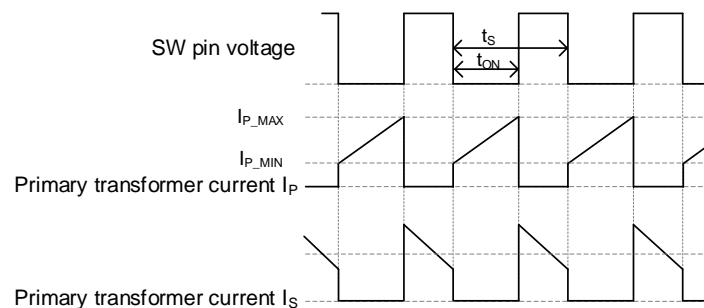 SW pin voltage
tS
tON
IP_MAX
IP_MIN
Primary transformer current IP
Primary transformer current IS